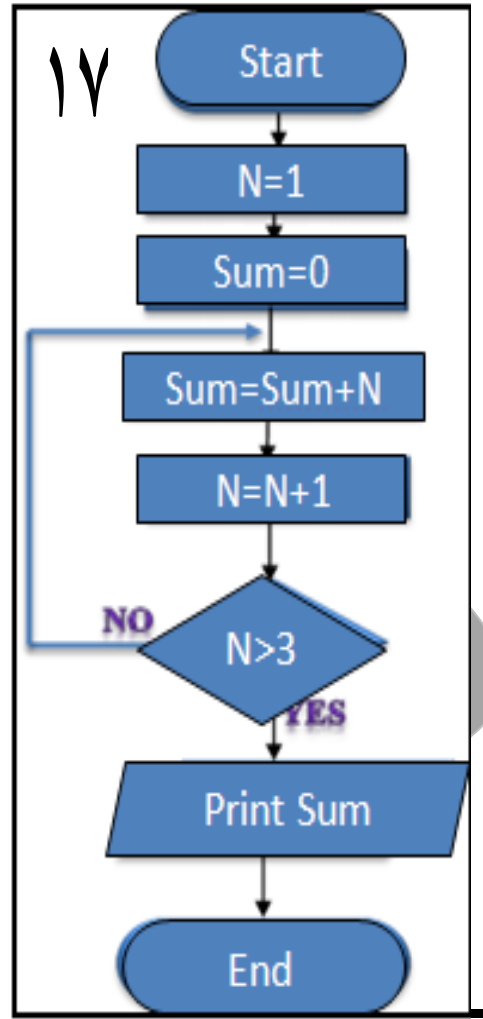 ١٧
Start
N=1
Sum=0
Sum=Sum+N
N=N+1
NO
N>3
YES
Print Sum
End